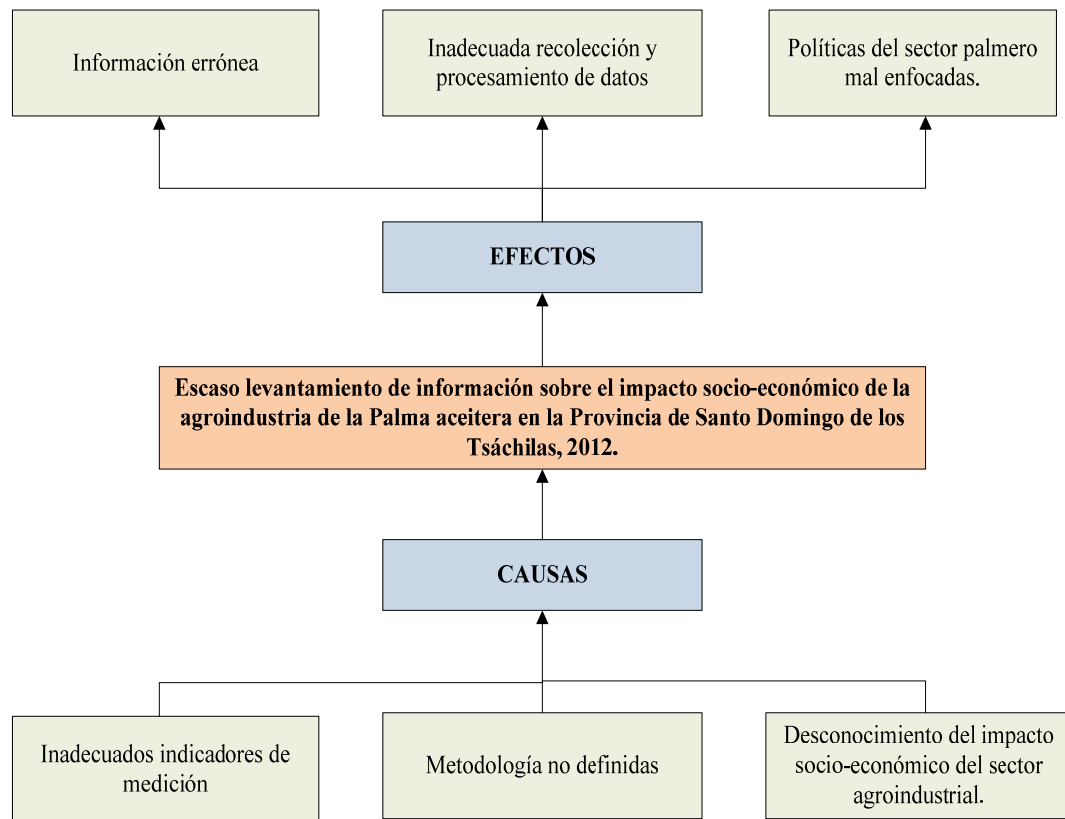 Información errónea
Inadecuada recolección y
procesamiento de datos
Políticas del sector palmero
mal enfocadas.
EFECTOS
Escaso levantamiento de información sobre el impacto socio-económico de la
agroindustria de la Palma aceitera en la Provincia de Santo Domingo de los
Tsáchilas, 2012.
CAUSAS
Inadecuados indicadores de
medición
Metodología no definidas
Desconocimiento del impacto
socio-económico del sector
agroindustrial.